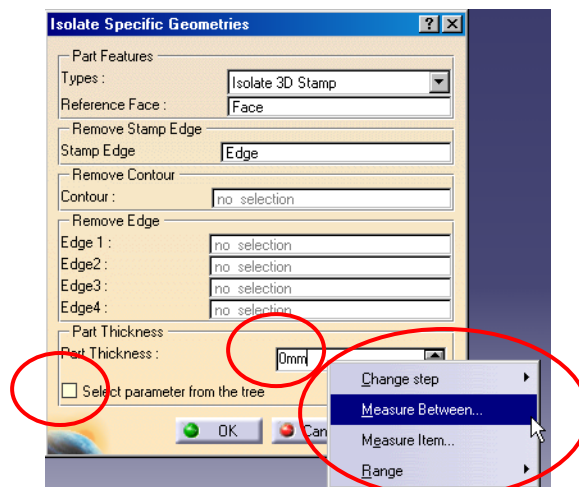 Isolate Specific Geometries
Part Features
Types : Isolate 3D Stamp
Reference Face : Face
Remove Stamp Edge
Stamp Edge Edge
Remove Contour
Contour : no selection
Remove Edge
Edge 1 : no selection
Edge2 : no selection
Edge3 : no selection
Edge4 : no selection
Part Thickness
Part Thickness : 0mm
Select parameter from the tree
OK Can
Change step
Measure Between...
Measure Item...
Range